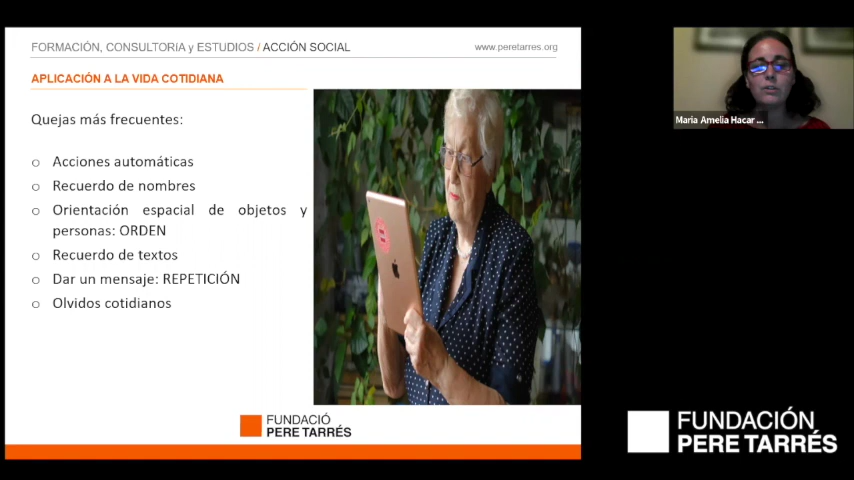 FORMACIÓN, CONSULTORÍA y ESTUDIOS / ACCIÓN SOCIAL
www.peretarres.org
APLICACIÓN A LA VIDA COTIDIANA
Quejas más frecuentes:
o Acciones automáticas
o Recuerdo de nombres
o Orientación espacial de objetos y
personas: ORDEN
o Recuerdo de textos
o Dar un mensaje: REPETICIÓN
o Olvidos cotidianos
FUNDACIÓ
PERE TARRÉS
Maria Amelia Hacar ...
FUNDACIÓN
PERE TARRÉS